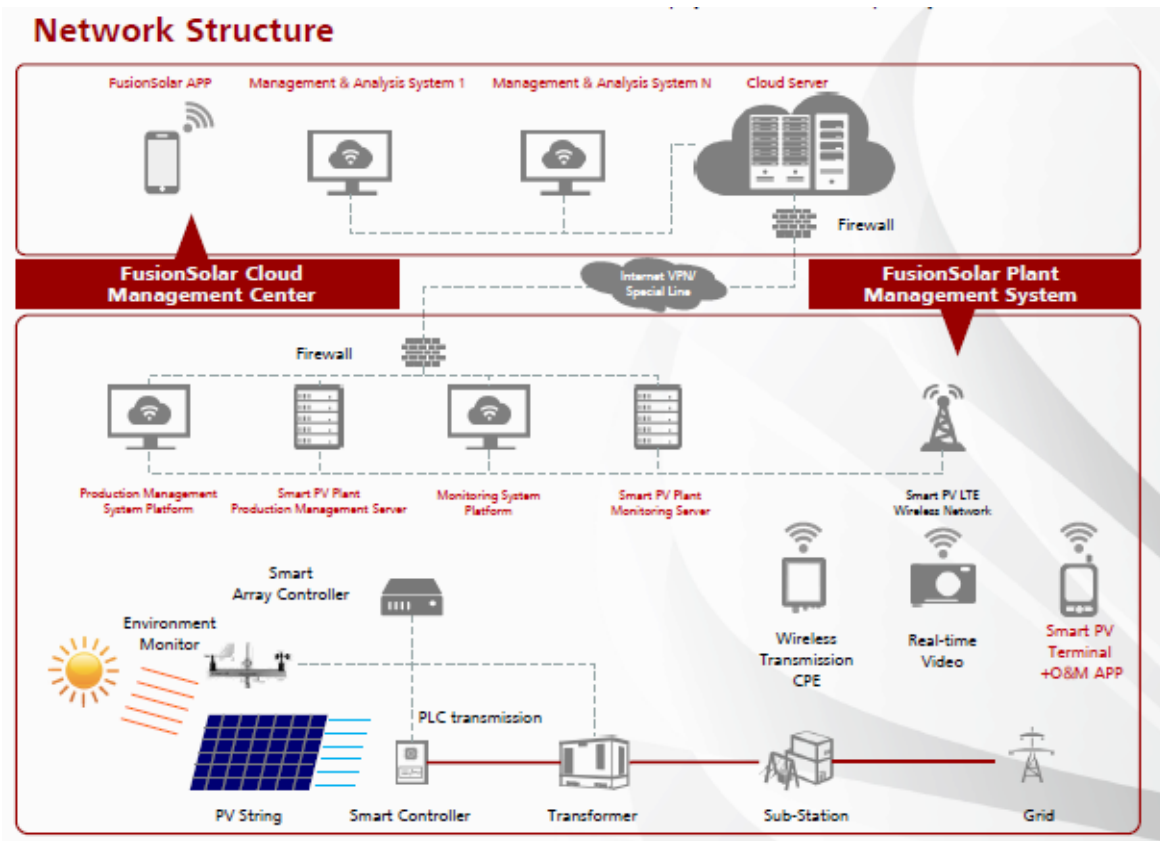 Network Structure
FusionSolar APP
Management & Analysis System 1
Management & Analysis System N
Cloud Server
Firewall
FusionSolar Cloud
Management Center
Internet VPN/
Special Line
FusionSolar Plant
Management System
Firewall
Production Management
System Platform
Smart PV Plant
Production Management Server
Monitoring System
Platform
Smart PV Plant
Monitoring Server
Smart PV LTE
Wireless Network
Smart
Array Controller
Environment
Monitor
Wireless
Transmission
CPE
Real-time
Video
Smart PV
Terminal
+O&M APP
PLC transmission
PV String
Smart Controller
Transformer
Sub-Station
Grid